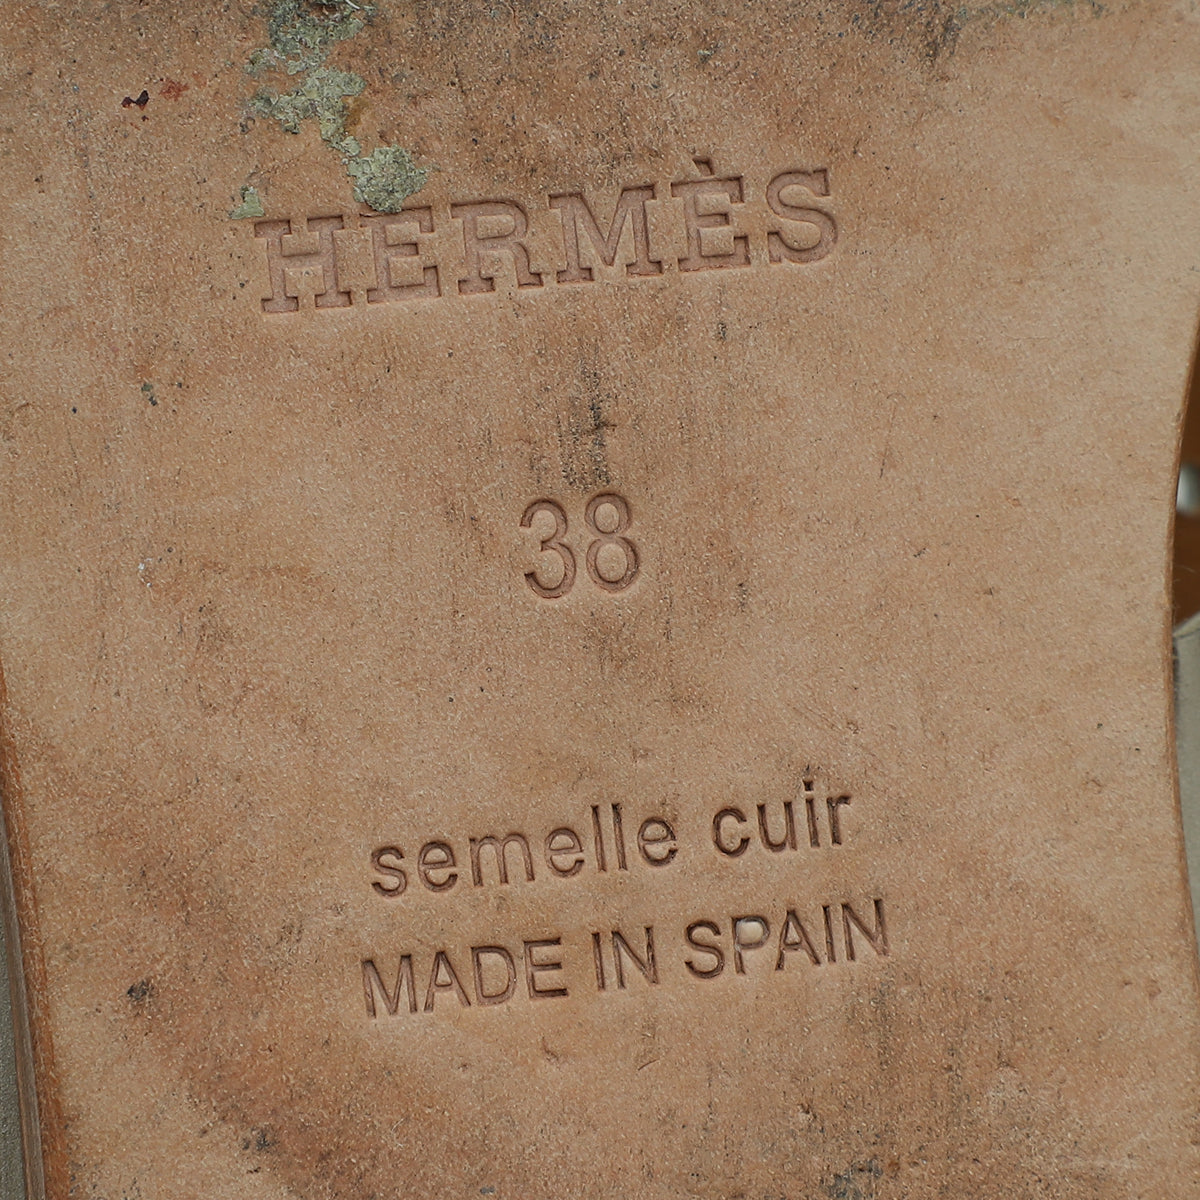 HERMÈS
38
semelle cuir
MADE IN SPAIN